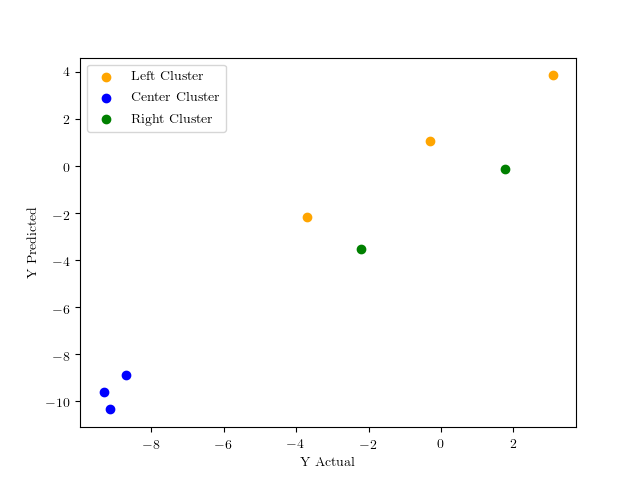 Left Cluster
Center Cluster
Right Cluster
4
2
0
−2
−4
−6
−8
−10
Y Predicted
−8
−6
−4
−2
0
2
Y Actual